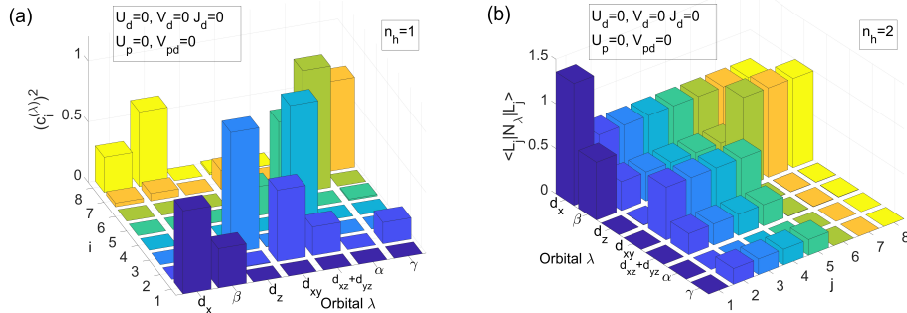 (a)
U_d=0, V_d=0 J_d=0
U_p=0, V_pd=0
n_h=1
(c_i^(λ))^2
1
0.5
0
8
7
6
5
4
3
2
1
i
d_x
β
d_z
d_xy
d_xz+d_yz
α
γ
Orbital λ
(b)
U_d=0, V_d=0 J_d=0
U_p=0, V_pd=0
n_h=2
<L_j|N_λ|L_j>
1.5
1
0.5
0
d_x
β
d_z
d_xy
d_xz+d_yz
α
γ
Orbital λ
1
2
3
4
5
6
7
8
j